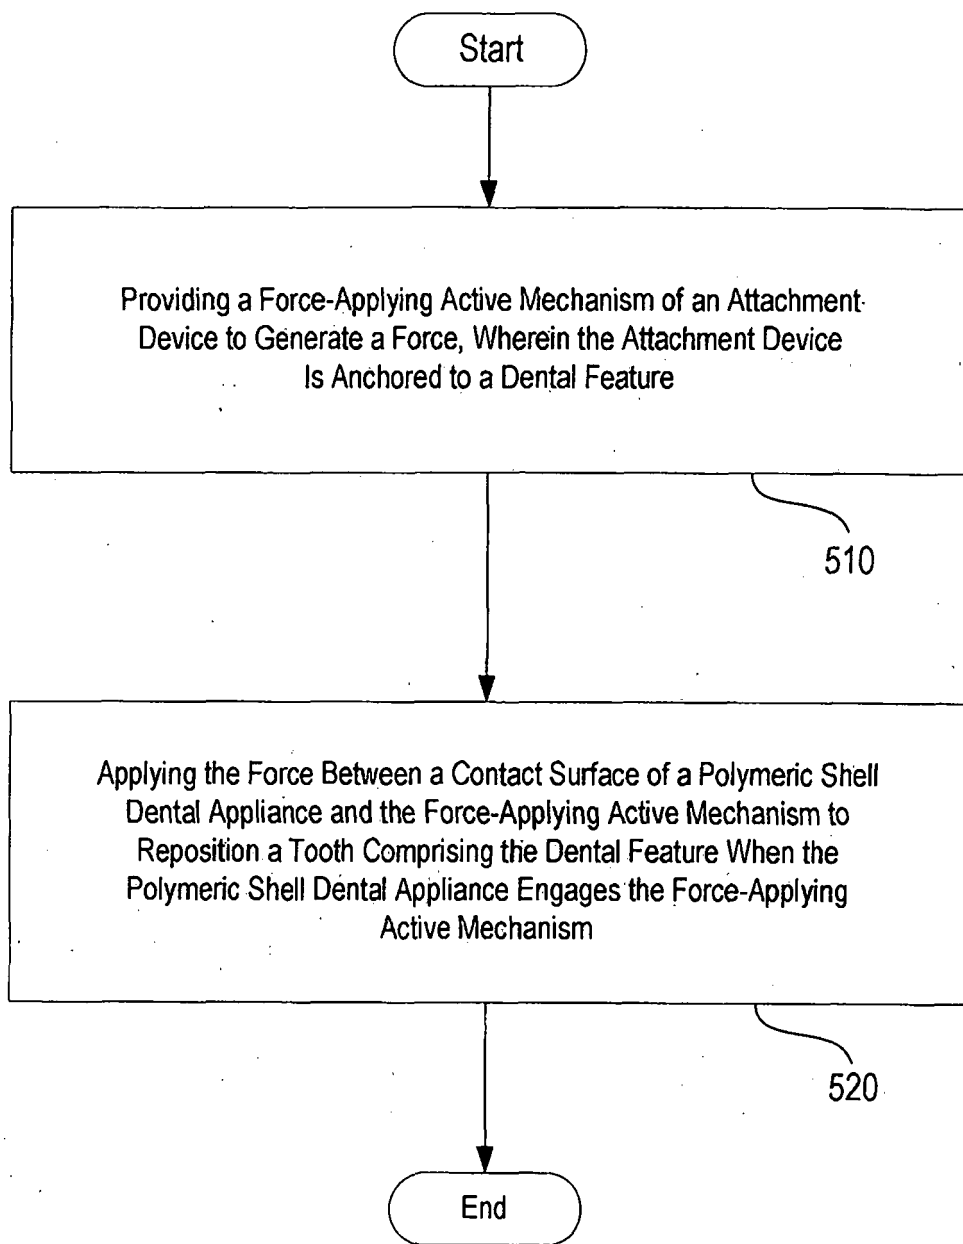 Start
Providing a Force-Applying Active Mechanism of an Attachment
Device to Generate a Force, Wherein the Attachment Device
Is Anchored to a Dental Feature
510
Applying the Force Between a Contact Surface of a Polymeric Shell
Dental Appliance and the Force-Applying Active Mechanism to
Reposition a Tooth Comprising the Dental Feature When the
Polymeric Shell Dental Appliance Engages the Force-Applying
Active Mechanism
520
End